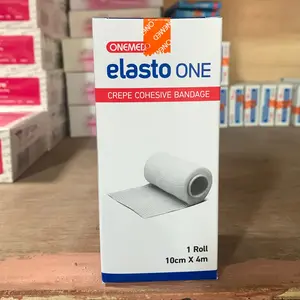 ONEMED
elasto ONE
CREPE COHESIVE BANDAGE
1 Roll
10cm X 4m